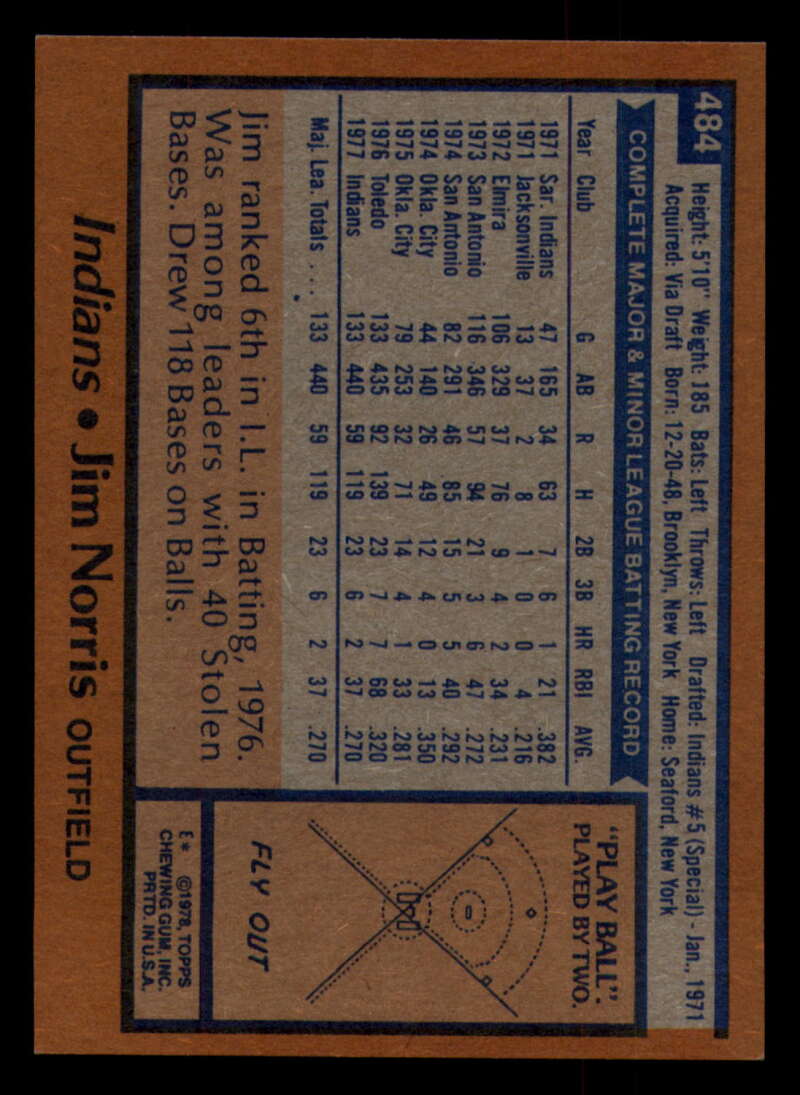 484
Height: 5'10" Weight: 185 Bats: Left Throws: Left Drafted: Indians #5 (Special) - Jan., 1971
Acquired: Via Draft Born: 12-20-48, Brooklyn, New York Home: Seaford, New York
COMPLETE MAJOR & MINOR LEAGUE BATTING RECORD
Year Club G AB R H 2B 3B HR RBI AVG.
1971 Sar. Indians 47 165 34 63 7 6 1 21 .382
1971 Jacksonville 13 37 2 8 1 0 0 4 .216
1972 Elmira 106 329 37 76 9 4 2 34 .231
1973 San Antonio 116 346 57 94 21 3 6 47 .272
1974 San Antonio 82 291 46 85 15 5 5 40 .292
1974 Okla. City 44 140 26 49 12 4 0 13 .350
1975 Okla. City 79 253 32 71 14 4 1 33 .281
1976 Toledo 133 435 92 139 23 7 7 68 .320
1977 Indians 133 440 59 119 23 6 2 37 .270
Maj. Lea. Totals . . . 133 440 59 119 23 6 2 37 .270
Jim ranked 6th in I.L. in Batting, 1976.
Was among leaders with 40 Stolen
Bases. Drew 118 Bases on Balls.
"PLAY BALL".
PLAYED BY TWO.
FLY OUT
E* ©1978, TOPPS
CHEWING GUM, INC.
PRTD. IN U.S.A.
Indians • Jim Norris OUTFIELD